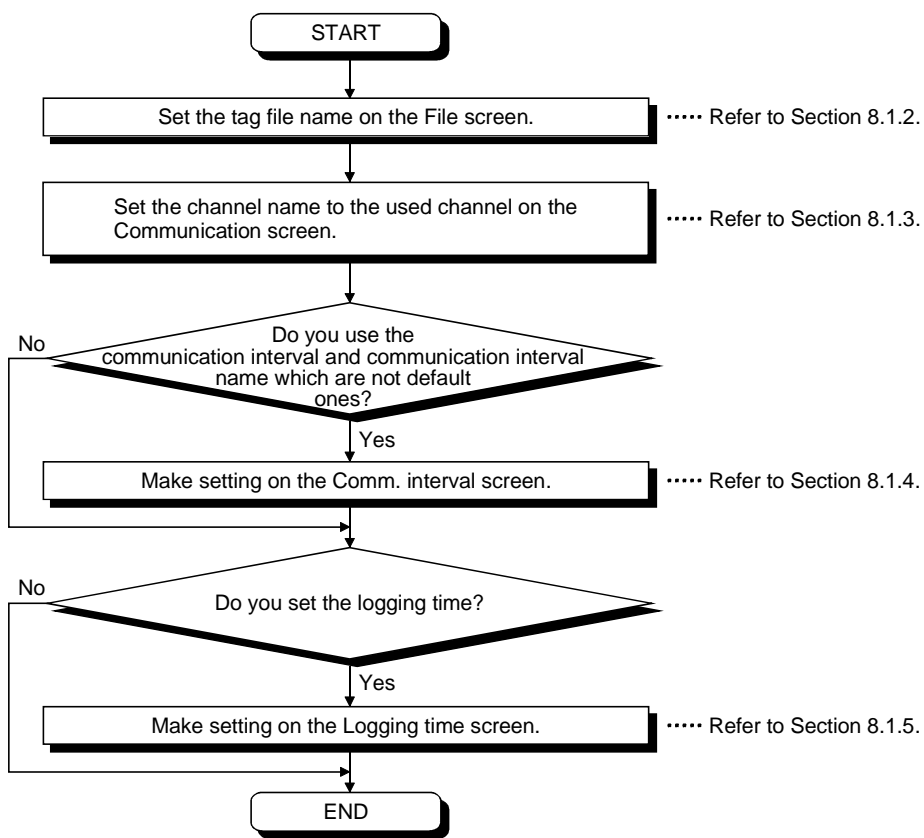 START
Set the tag file name on the File screen.
····· Refer to Section 8.1.2.
Set the channel name to the used channel on the
Communication screen.
····· Refer to Section 8.1.3.
Do you use the
communication interval and communication interval
name which are not default
ones?
No
Yes
Make setting on the Comm. interval screen.
····· Refer to Section 8.1.4.
Do you set the logging time?
No
Yes
Make setting on the Logging time screen.
····· Refer to Section 8.1.5.
END